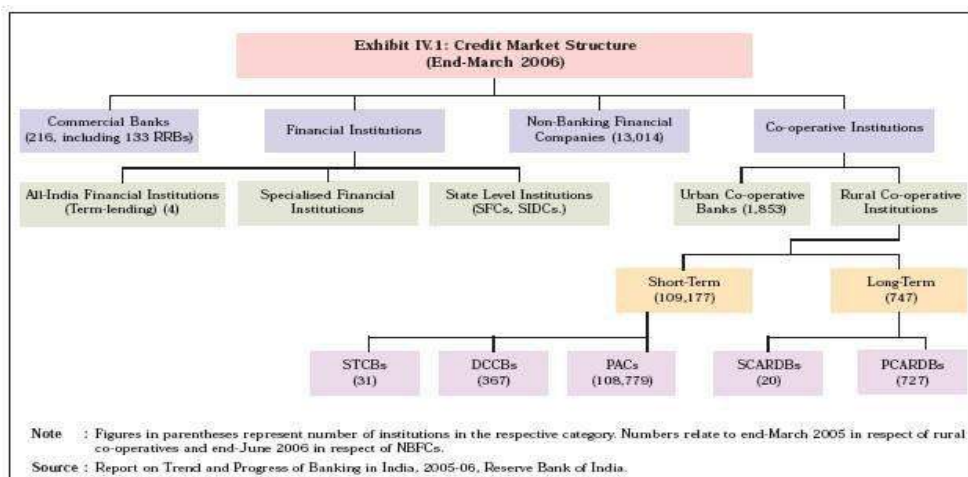 Exhibit IV.1: Credit Market Structure
(End-March 2006)
Commercial Banks
(216, including 133 RRBs)
Financial Institutions
Non-Banking Financial
Companies (13,014)
Co-operative Institutions
All-India Financial Institutions
(Term-lending) (4)
Specialised Financial
Institutions
State Level Institutions
(SFCs, SIDCs.)
Urban Co-operative
Banks (1,853)
Rural Co-operative
Institutions
Short-Term
(109,177)
Long-Term
(747)
STCBs
(31)
DCCBs
(367)
PACs
(108,779)
SCARDBs
(20)
PCARDBs
(727)
Note : Figures in parentheses represent number of institutions in the respective category. Numbers relate to end-March 2005 in respect of rural
co-operatives and end-June 2006 in respect of NBFCs.
Source : Report on Trend and Progress of Banking in India, 2005-06, Reserve Bank of India.